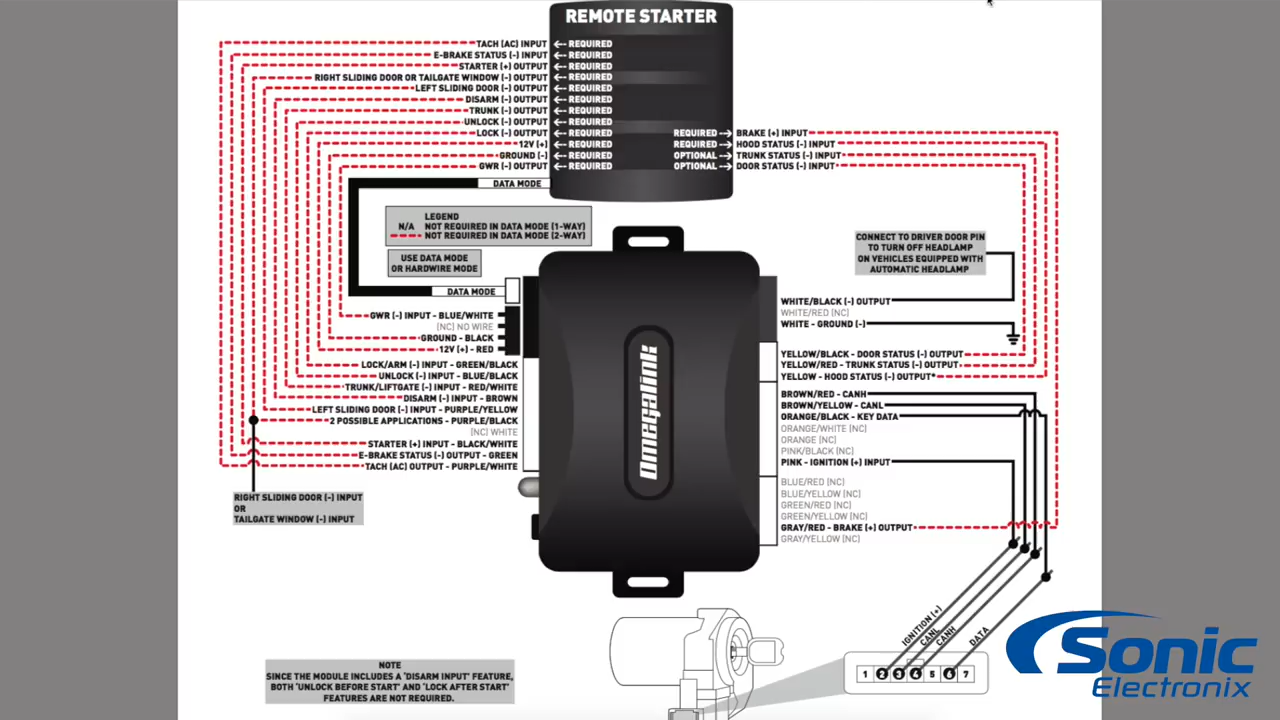 REMOTE STARTER
TACH (AC) INPUT
REQUIRED
E-BRAKE STATUS (-) INPUT
REQUIRED
STARTER (+) OUTPUT
REQUIRED
RIGHT SLIDING DOOR OR TAILGATE WINDOW (-) OUTPUT
REQUIRED
LEFT SLIDING DOOR (-) OUTPUT
REQUIRED
DISARM (-) OUTPUT
REQUIRED
TRUNK (-) OUTPUT
REQUIRED
UNLOCK (-) OUTPUT
REQUIRED
LOCK (-) OUTPUT
REQUIRED
12V (+)
REQUIRED
GROUND (-)
REQUIRED
GWR (-) OUTPUT
REQUIRED
DATA MODE
REQUIRED
BRAKE (+) INPUT
REQUIRED
HOOD STATUS (-) INPUT
OPTIONAL
TRUNK STATUS (-) INPUT
OPTIONAL
DOOR STATUS (-) INPUT
LEGEND
N/A NOT REQUIRED IN DATA MODE (1-WAY)
NOT REQUIRED IN DATA MODE (2-WAY)
USE DATA MODE
OR HARDWIRE MODE
DATA MODE
GWR (-) INPUT - BLUE/WHITE
(NC) NO WIRE
GROUND - BLACK
12V (+) - RED
LOCK/ARM (-) INPUT - GREEN/BLACK
UNLOCK (-) INPUT - BLUE/BLACK
TRUNK/LIFTGATE (-) INPUT - RED/WHITE
DISARM (-) INPUT - BROWN
LEFT SLIDING DOOR (-) INPUT - PURPLE/YELLOW
2 POSSIBLE APPLICATIONS - PURPLE/BLACK
(NC) WHITE
STARTER (+) INPUT - BLACK/WHITE
E-BRAKE STATUS (-) OUTPUT - GREEN
TACH (AC) OUTPUT - PURPLE/WHITE
RIGHT SLIDING DOOR (-) INPUT
OR
TAILGATE WINDOW (-) INPUT
Omegalink
CONNECT TO DRIVER DOOR PIN
TO TURN OFF HEADLAMP
ON VEHICLES EQUIPPED WITH
AUTOMATIC HEADLAMP
WHITE/BLACK (-) OUTPUT
WHITE/RED (NC)
WHITE - GROUND (-)
YELLOW/BLACK - DOOR STATUS (-) OUTPUT
YELLOW/RED - TRUNK STATUS (-) OUTPUT
YELLOW - HOOD STATUS (-) OUTPUT*
BROWN/RED - CANH
BROWN/YELLOW - CANL
ORANGE/BLACK - KEY DATA
ORANGE/WHITE (NC)
ORANGE (NC)
PINK/BLACK (NC)
PINK - IGNITION (+) INPUT
BLUE/RED (NC)
BLUE/YELLOW (NC)
GREEN/RED (NC)
GREEN/YELLOW (NC)
GRAY/RED - BRAKE (+) OUTPUT
GRAY/YELLOW (NC)
IGNITION (+)
CANL
CANH
DATA
1 2 3 4 5 6 7
NOTE
SINCE THE MODULE INCLUDES A 'DISARM INPUT' FEATURE,
BOTH 'UNLOCK BEFORE START' AND 'LOCK AFTER START'
FEATURES ARE NOT REQUIRED.
Sonic
Electronix